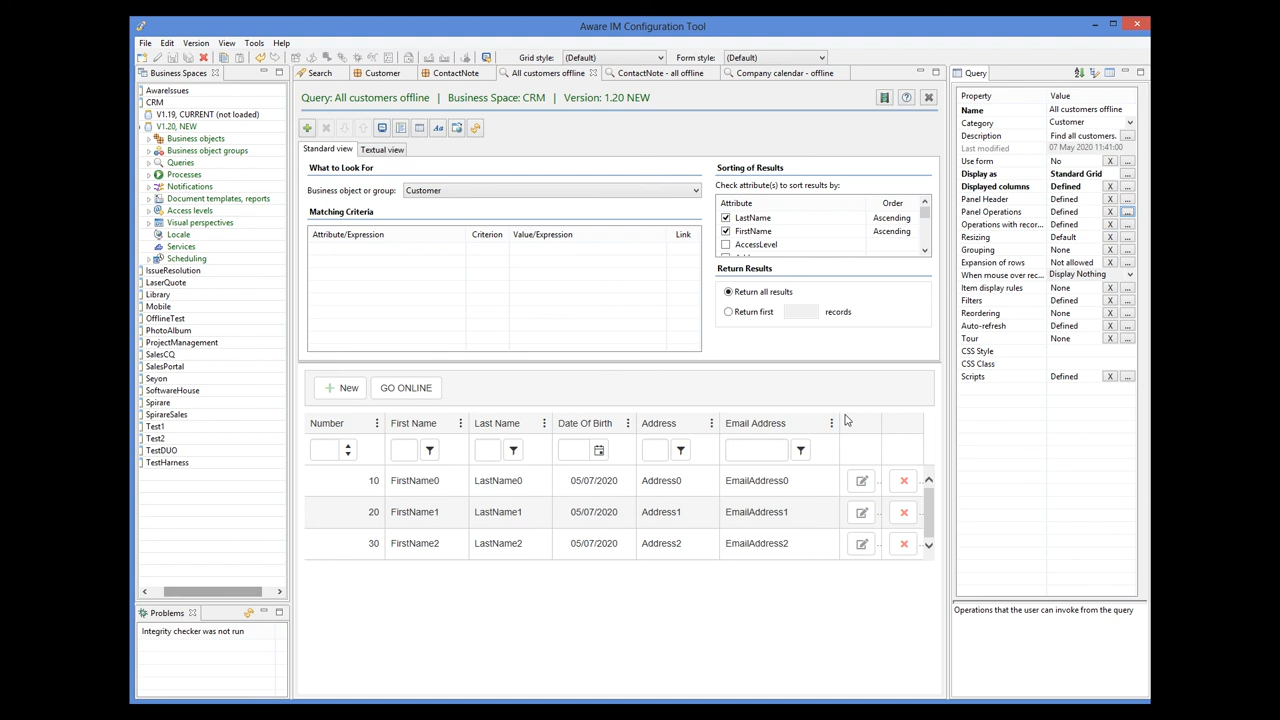 Aware IM Configuration Tool
File Edit Version View Tools Help
Grid style: (Default) Form style: (Default)
Business Spaces
AwareIssues
CRM
V1.19, CURRENT (not loaded)
V1.20, NEW
Business objects
Business object groups
Queries
Processes
Notifications
Document templates, reports
Access levels
Visual perspectives
Locale
Services
Scheduling
IssueResolution
LaserQuote
Library
Mobile
OfflineTest
PhotoAlbum
ProjectManagement
SalesCQ
SalesPortal
Seyon
SoftwareHouse
Spirare
SpirareSales
Test1
Test2
TestDUO
TestHarness
Problems
Integrity checker was not run
Search Customer ContactNote All customers offline ContactNote - all offline Company calendar - offline
Query: All customers offline | Business Space: CRM | Version: 1.20 NEW
Standard view Textual view
What to Look For
Business object or group: Customer
Matching Criteria
Attribute/Expression Criterion Value/Expression Link
Sorting of Results
Check attribute(s) to sort results by:
Attribute Order
LastName Ascending
FirstName Ascending
AccessLevel
Return Results
Return all results
Return first records
New GO ONLINE
Number First Name Last Name Date Of Birth Address Email Address
10 FirstName0 LastName0 05/07/2020 Address0 EmailAddress0
20 FirstName1 LastName1 05/07/2020 Address1 EmailAddress1
30 FirstName2 LastName2 05/07/2020 Address2 EmailAddress2
Query
Property Value
Name All customers offline
Category Customer
Description Find all customers. ...
Last modified 07 May 2020 11:41:00
Use form No X ...
Display as Standard Grid ...
Displayed columns Defined X ...
Panel Header Defined X ...
Panel Operations Defined X ...
Operations with recor... Defined X ...
Resizing Default X ...
Grouping None X ...
Expansion of rows Not allowed X ...
When mouse over rec... Display Nothing
Item display rules None X ...
Filters Defined X ...
Reordering None X ...
Auto-refresh Defined X ...
Tour None X ...
CSS Style
CSS Class
Scripts Defined X ...
Operations that the user can invoke from the query